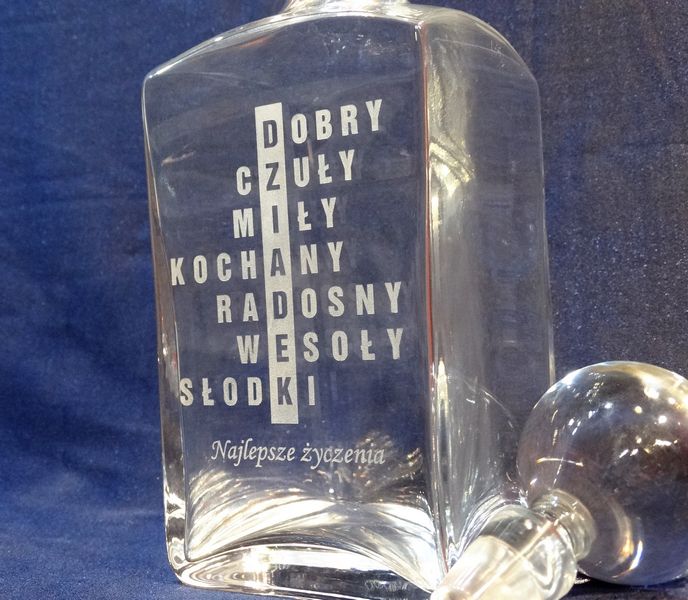 DOBRY
CZUŁY
MIŁY
KOCHANY
RADOSNY
WESOŁY
SŁODKI
Najlepsze życzenia